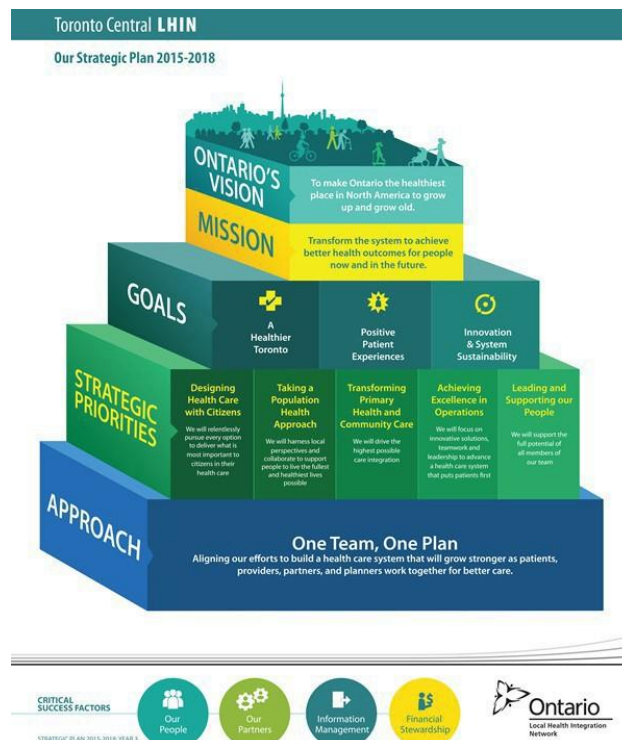 Toronto Central LHIN
Our Strategic Plan 2015-2018
ONTARIO'S
VISION
To make Ontario the healthiest
place in North America to grow
up and grow old.
MISSION
Transform the system to achieve
better health outcomes for people
now and in the future.
GOALS
A
Healthier
Toronto
Positive
Patient
Experiences
Innovation
& System
Sustainability
STRATEGIC
PRIORITIES
Designing
Health Care
with Citizens
We will relentlessly
pursue every option
to deliver what is
most important to
citizens in their
health care
Taking a
Population
Health
Approach
We will harness local
perspectives and
collaborate to support
people to live the fullest
and healthiest lives
possible
Transforming
Primary
Health and
Community Care
We will drive the
highest possible
care integration
Achieving
Excellence in
Operations
We will focus on
innovative solutions,
teamwork and
leadership to advance
a health care system
that puts patients first
Leading and
Supporting our
People
We will support the
full potential of
all members of
our team
APPROACH
One Team, One Plan
Aligning our efforts to build a health care system that will grow stronger as patients,
providers, partners, and planners work together for better care.
CRITICAL
SUCCESS FACTORS
Our
People
Our
Partners
Information
Management
Financial
Stewardship
Ontario
Local Health Integration
Network
STRATEGIC PLAN 2015-2018: YEAR 3